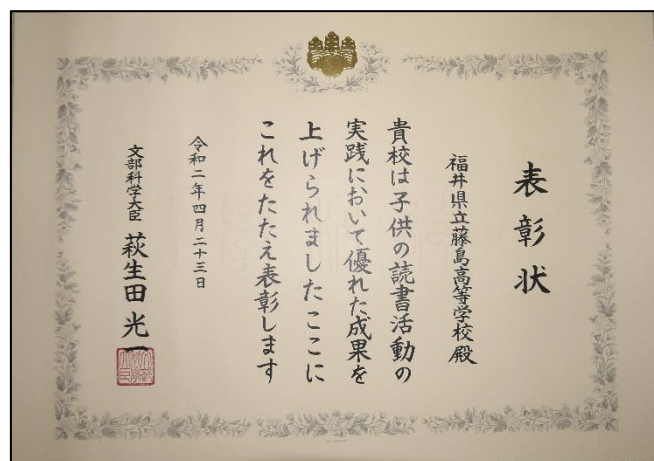 表彰状
福井県立藤島高等学校殿
貴校は子供の読書活動の
実践において優れた成果を
上げられましたここに
これをたたえ表彰します
令和二年四月二十三日
文部科学大臣 萩生田光一